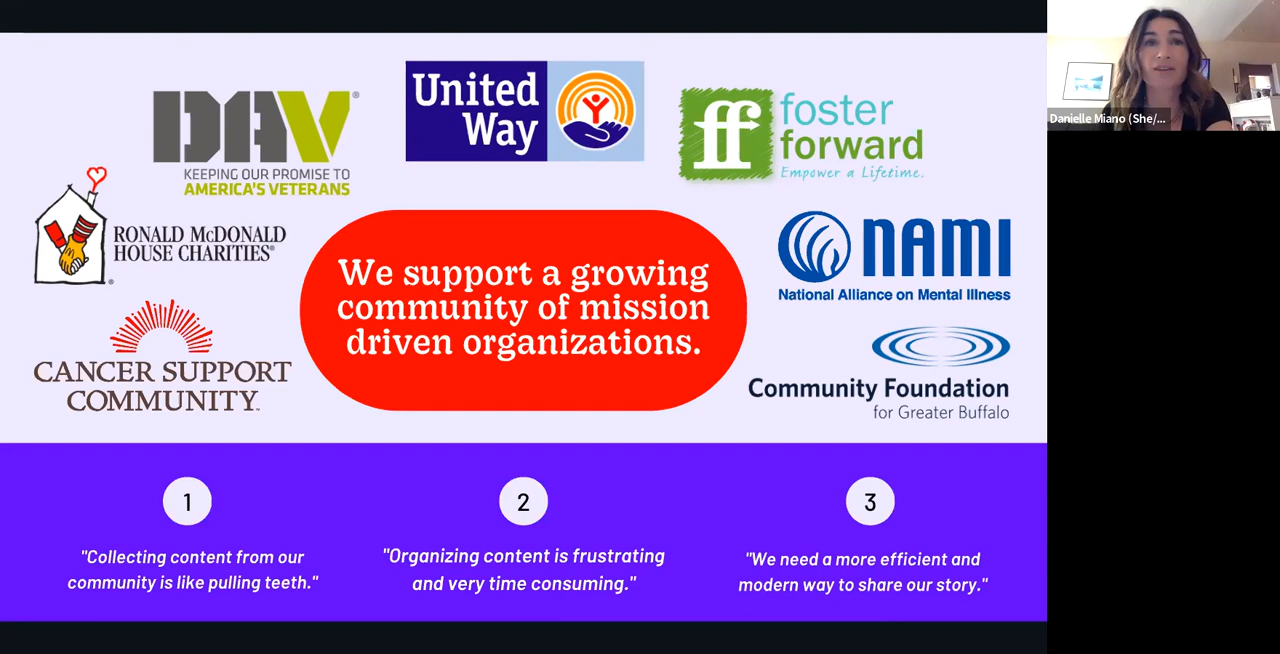 DAV®
KEEPING OUR PROMISE TO
AMERICA'S VETERANS
United
Way
ff
foster
forward
Empower a Lifetime.
RONALD McDONALD
HOUSE CHARITIES®
®
NAMI
National Alliance on Mental Illness
CANCER SUPPORT
COMMUNITY™
We support a growing
community of mission
driven organizations.
Community Foundation
for Greater Buffalo
1
"Collecting content from our
community is like pulling teeth."
2
"Organizing content is frustrating
and very time consuming."
3
"We need a more efficient and
modern way to share our story."
Danielle Miano (She/...